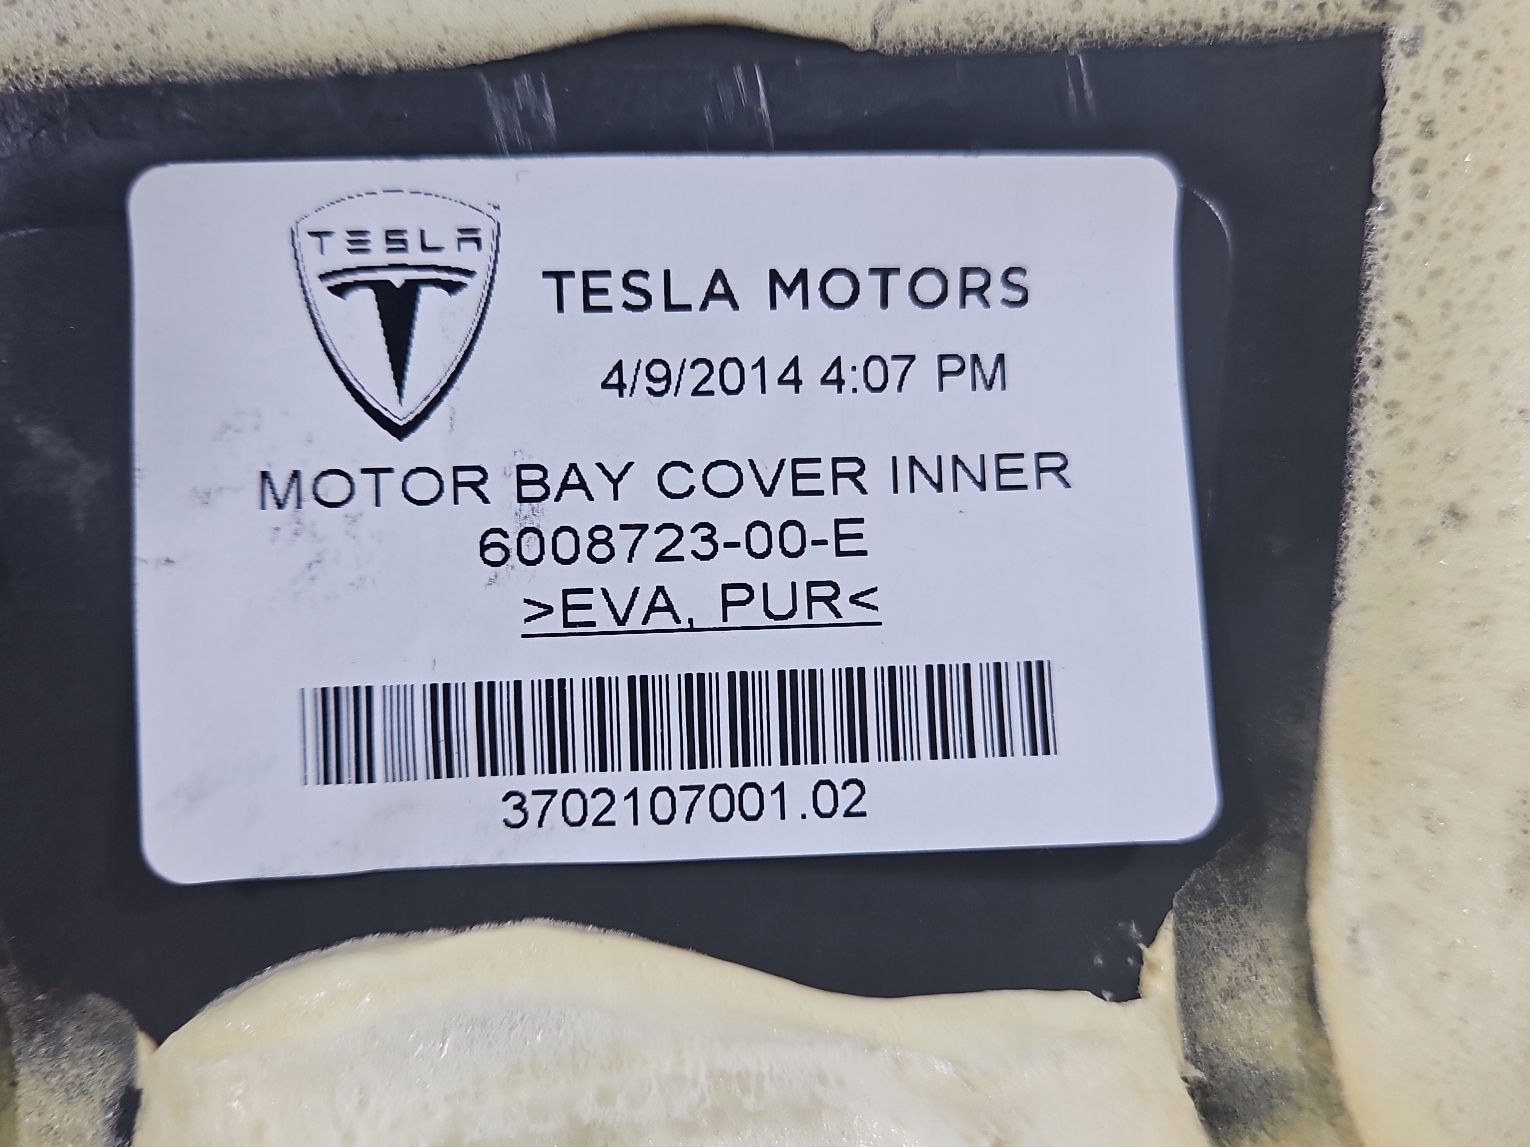 TESLA
TESLA MOTORS
4/9/2014 4:07 PM
MOTOR BAY COVER INNER
6008723-00-E
>EVA, PUR<
3702107001.02